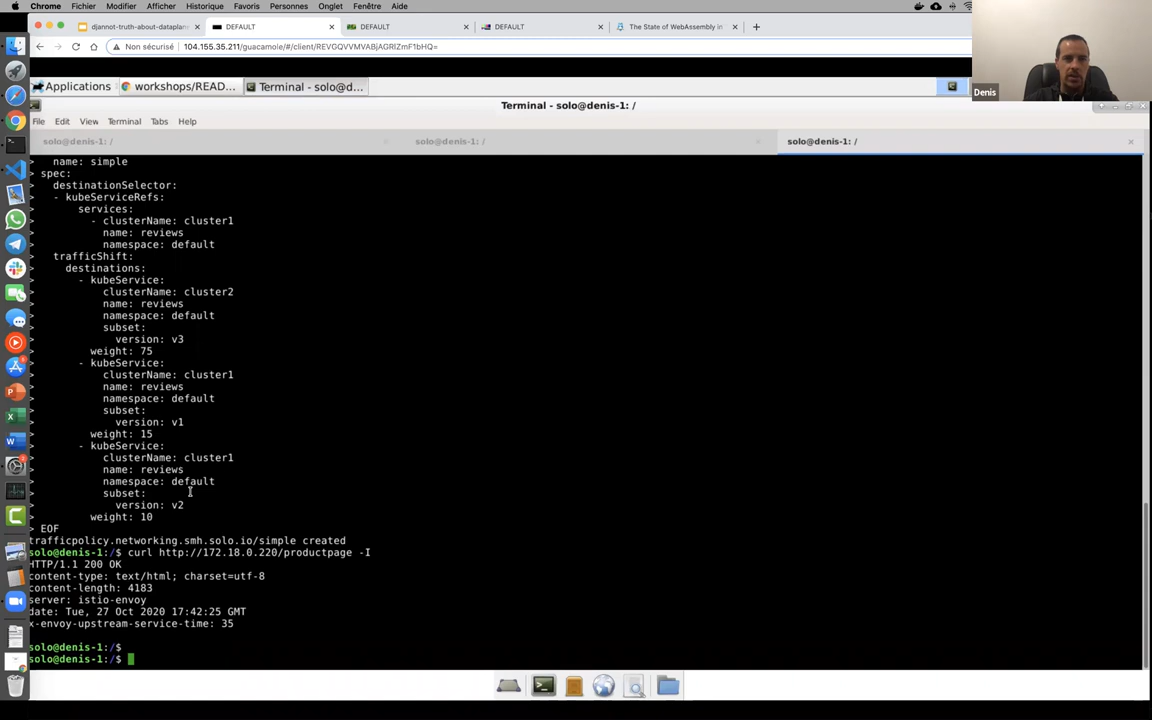 Chrome Fichier Modifier Afficher Historique Favoris Personnes Onglet Fenêtre Aide
djannot-truth-about-dataplan DEFAULT DEFAULT DEFAULT The State of WebAssembly in
Non sécurisé 104.155.35.211/guacamole/#/client/REVGQVVMVABjAGRlZmF1bHQ=
Denis
Applications workshops/READ... Terminal - solo@d...
Terminal - solo@denis-1: /
File Edit View Terminal Tabs Help
solo@denis-1: / solo@denis-1: / solo@denis-1: /
> name: simple
> spec:
> destinationSelector:
> - kubeServiceRefs:
> services:
> - clusterName: cluster1
> name: reviews
> namespace: default
> trafficShift:
> destinations:
> - kubeService:
> clusterName: cluster2
> name: reviews
> namespace: default
> subset:
> version: v3
> weight: 75
> - kubeService:
> clusterName: cluster1
> name: reviews
> namespace: default
> subset:
> version: v1
> weight: 15
> - kubeService:
> clusterName: cluster1
> name: reviews
> namespace: default
> subset:
> version: v2
> weight: 10
> EOF
trafficpolicy.networking.smh.solo.io/simple created
solo@denis-1:/$ curl http://172.18.0.220/productpage -I
HTTP/1.1 200 OK
content-type: text/html; charset=utf-8
content-length: 4183
server: istio-envoy
date: Tue, 27 Oct 2020 17:42:25 GMT
x-envoy-upstream-service-time: 35
solo@denis-1:/$
solo@denis-1:/$